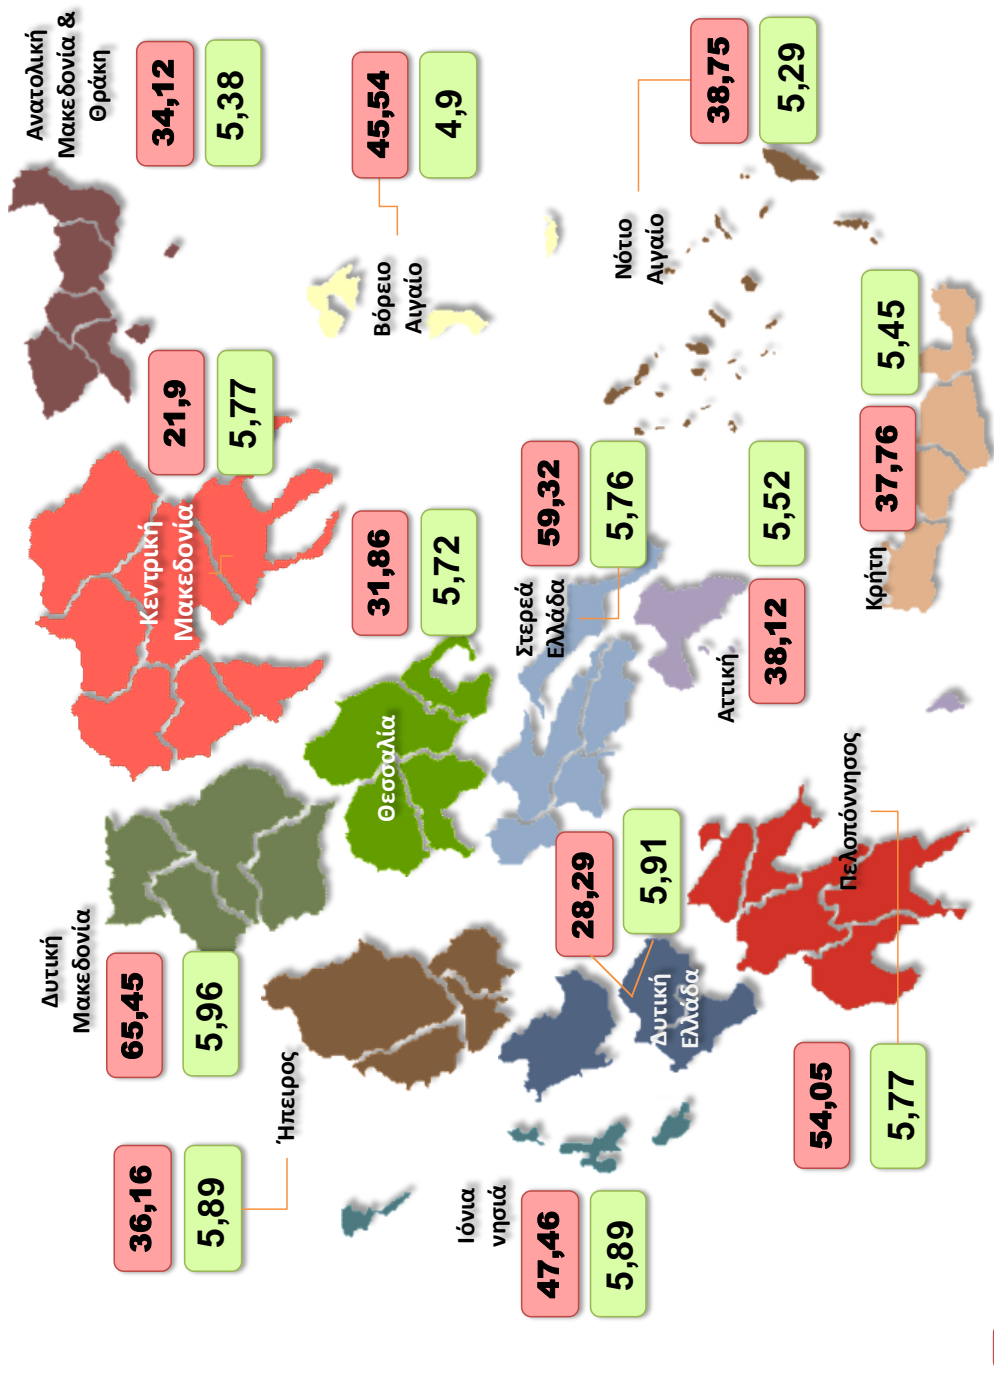 Ανατολική
Μακεδονία &
Θράκη
34,12
5,38
Δυτική
Μακεδονία
65,45
5,96
Κεντρική
Μακεδονία
21,9
5,77
36,16
5,89
Ήπειρος
Θεσσαλία
31,86
5,72
Βόρειο
Αιγαίο
45,54
4,9
Ιόνια
νησιά
47,46
5,89
Δυτική
Ελλάδα
28,29
5,91
Στερεά
Ελλάδα
59,32
5,76
Αττική
38,12
5,52
Νότιο
Αιγαίο
38,75
5,29
Πελοπόννησος
54,05
5,77
Κρήτη
37,76
5,45